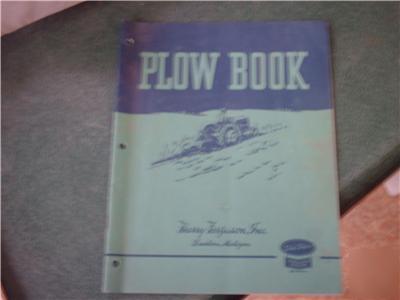 PLOW BOOK
Harry Ferguson, Inc.
Dearborn, Michigan